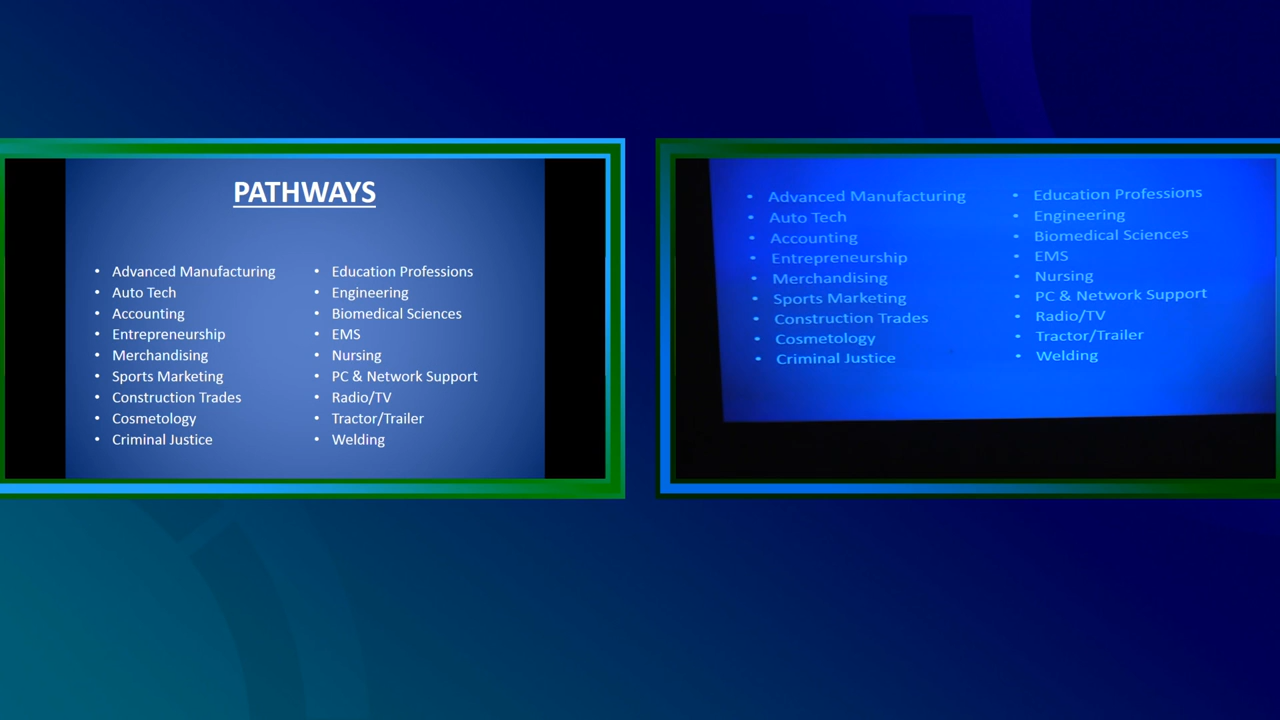 PATHWAYS
• Advanced Manufacturing
• Auto Tech
• Accounting
• Entrepreneurship
• Merchandising
• Sports Marketing
• Construction Trades
• Cosmetology
• Criminal Justice
• Education Professions
• Engineering
• Biomedical Sciences
• EMS
• Nursing
• PC & Network Support
• Radio/TV
• Tractor/Trailer
• Welding
• Advanced Manufacturing
• Auto Tech
• Accounting
• Entrepreneurship
• Merchandising
• Sports Marketing
• Construction Trades
• Cosmetology
• Criminal Justice
• Education Professions
• Engineering
• Biomedical Sciences
• EMS
• Nursing
• PC & Network Support
• Radio/TV
• Tractor/Trailer
• Welding